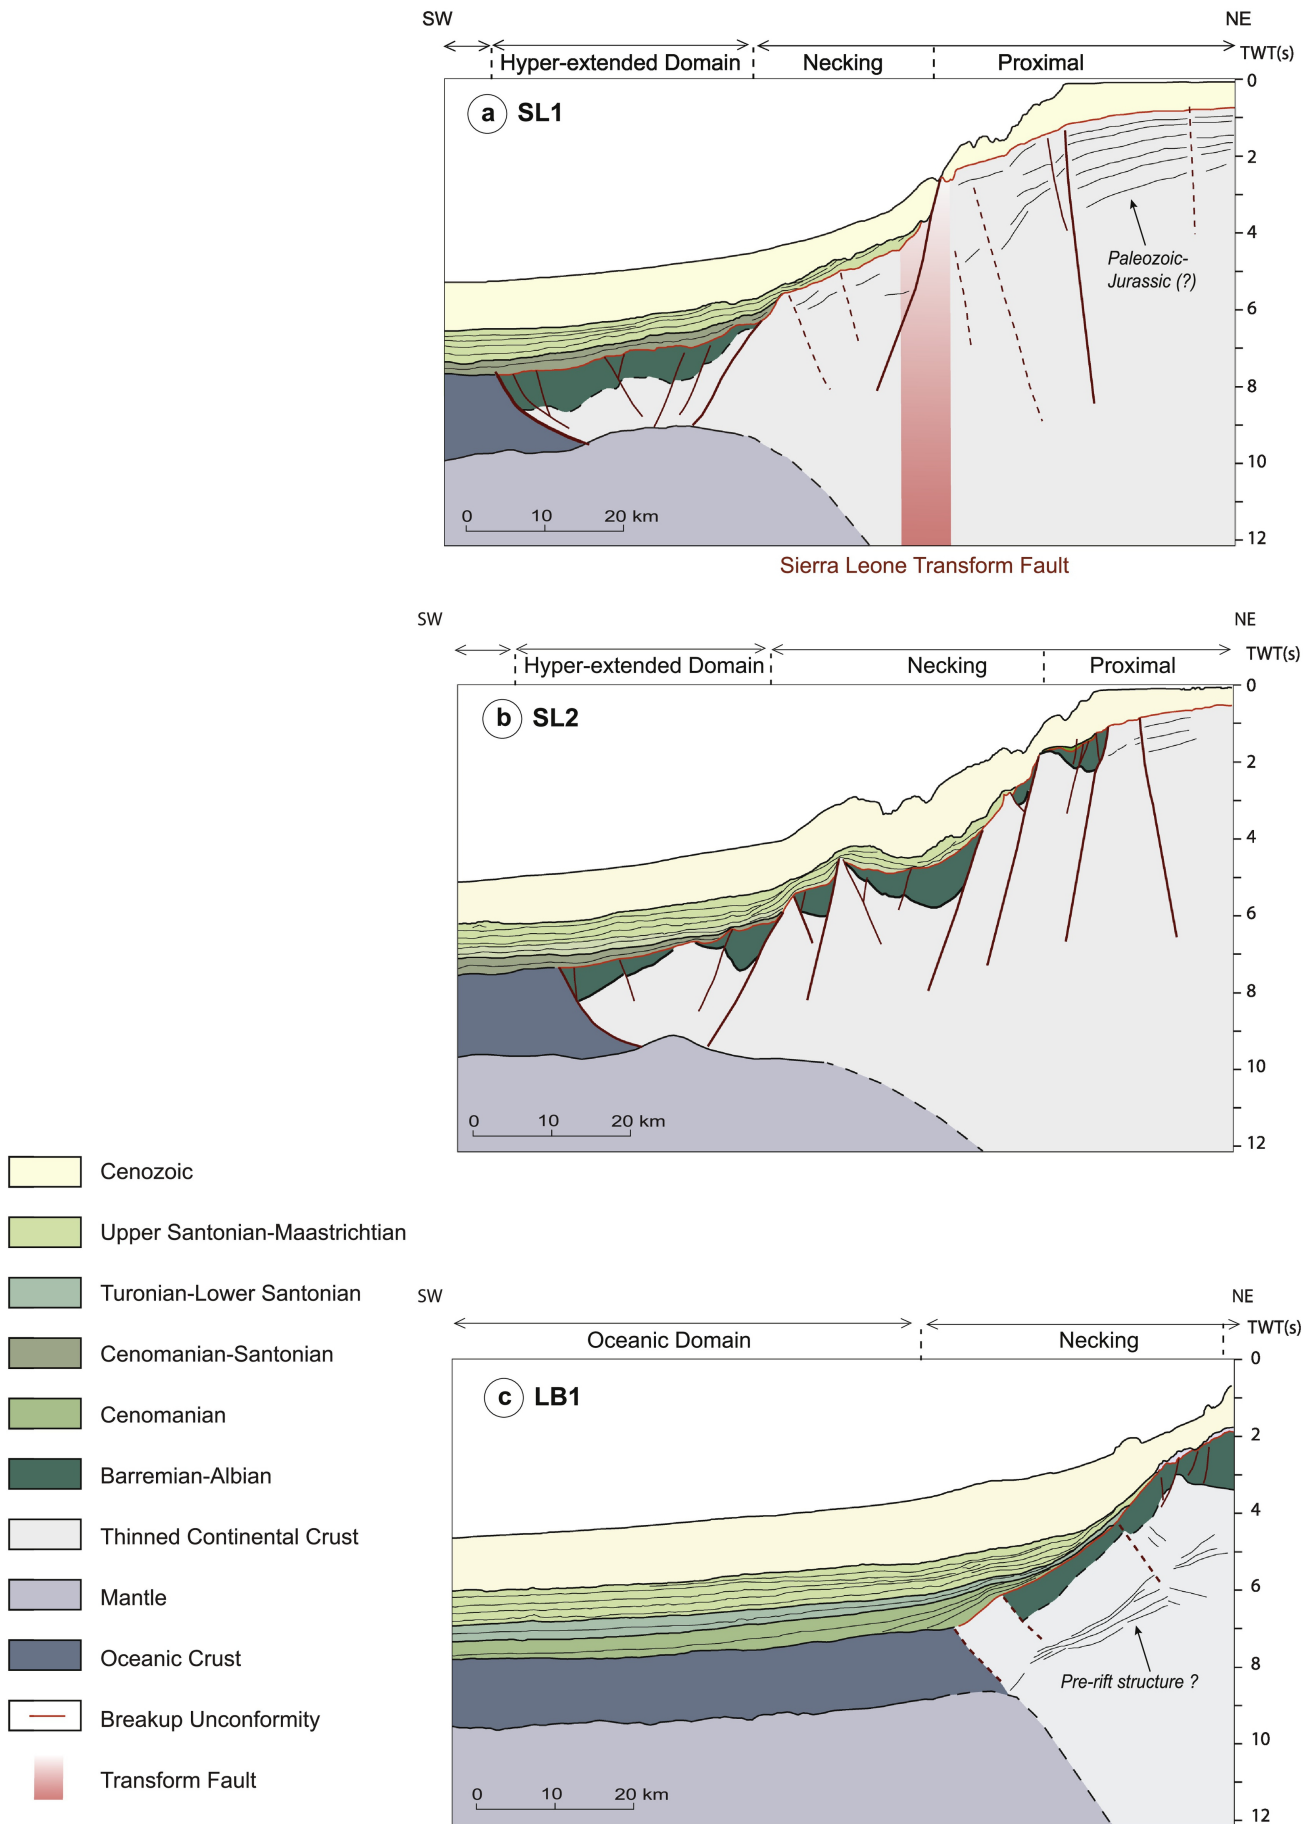 SW
NE
Hyper-extended Domain
Necking
Proximal
TWT(s)
a SL1
0
2
4
6
8
10
12
Paleozoic-
Jurassic (?)
0 10 20 km
Sierra Leone Transform Fault
SW
NE
Hyper-extended Domain
Necking
Proximal
TWT(s)
b SL2
0
2
4
6
8
10
12
0 10 20 km
Cenozoic
Upper Santonian-Maastrichtian
Turonian-Lower Santonian
Cenomanian-Santonian
Cenomanian
Barremian-Albian
Thinned Continental Crust
Mantle
Oceanic Crust
Breakup Unconformity
Transform Fault
SW
NE
Oceanic Domain
Necking
TWT(s)
c LB1
0
2
4
6
8
10
12
Pre-rift structure ?
0 10 20 km